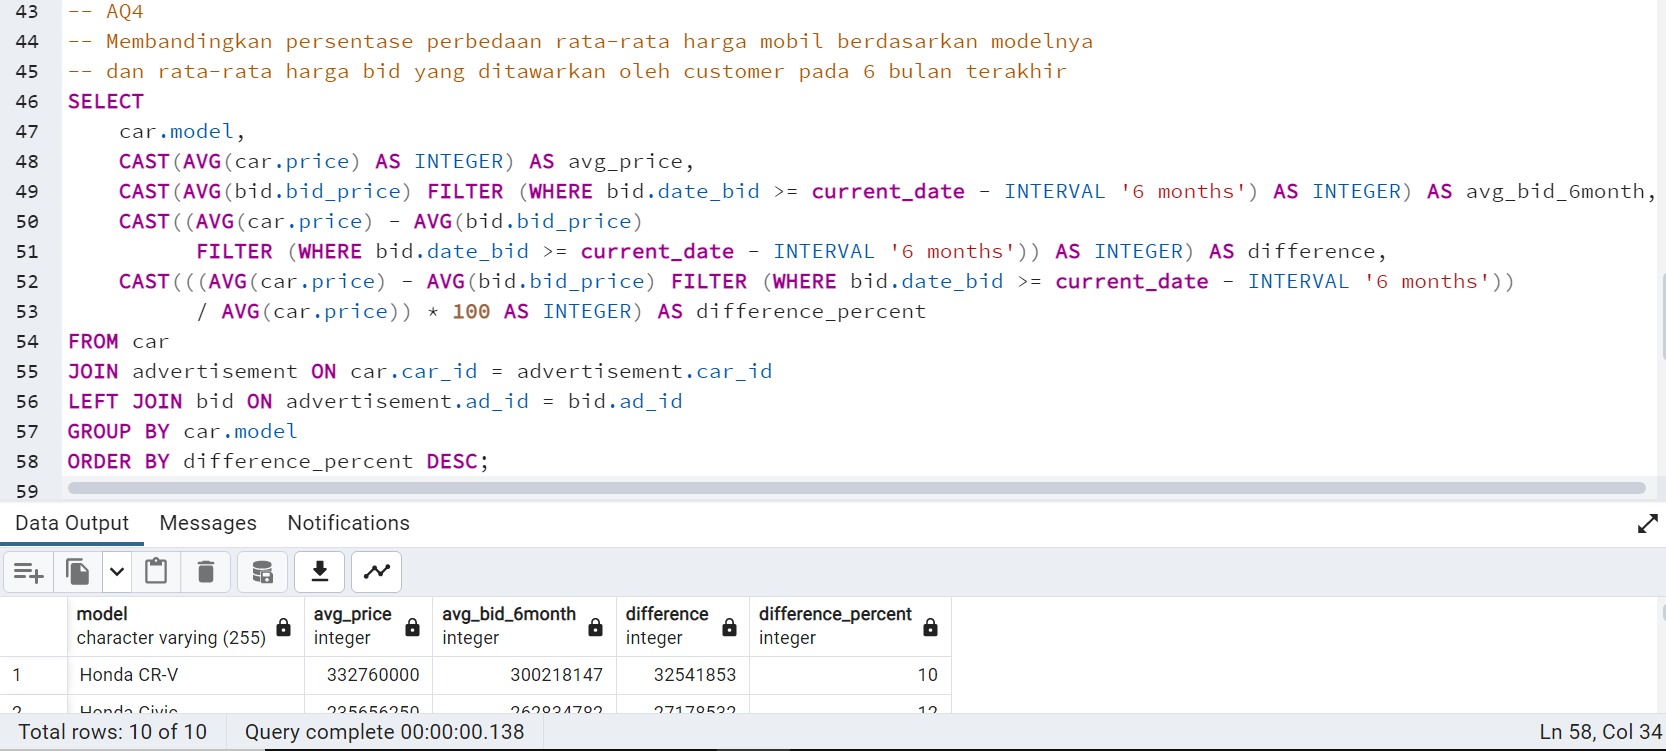 43 -- AQ4
44 -- Membandingkan persentase perbedaan rata-rata harga mobil berdasarkan modelnya
45 -- dan rata-rata harga bid yang ditawarkan oleh customer pada 6 bulan terakhir
46 SELECT
47 car.model,
48 CAST(AVG(car.price) AS INTEGER) AS avg_price,
49 CAST(AVG(bid.bid_price) FILTER (WHERE bid.date_bid >= current_date - INTERVAL '6 months') AS INTEGER) AS avg_bid_6month,
50 CAST((AVG(car.price) - AVG(bid.bid_price)
51 FILTER (WHERE bid.date_bid >= current_date - INTERVAL '6 months')) AS INTEGER) AS difference,
52 CAST(((AVG(car.price) - AVG(bid.bid_price) FILTER (WHERE bid.date_bid >= current_date - INTERVAL '6 months'))
53 / AVG(car.price)) * 100 AS INTEGER) AS difference_percent
54 FROM car
55 JOIN advertisement ON car.car_id = advertisement.car_id
56 LEFT JOIN bid ON advertisement.ad_id = bid.ad_id
57 GROUP BY car.model
58 ORDER BY difference_percent DESC;
59
Data Output Messages Notifications
model avg_price avg_bid_6month difference difference_percent
character varying (255) integer integer integer integer
1 Honda CR-V 332760000 300218147 32541853 10
2 Honda Civic
Total rows: 10 of 10 Query complete 00:00:00.138 Ln 58, Col 34